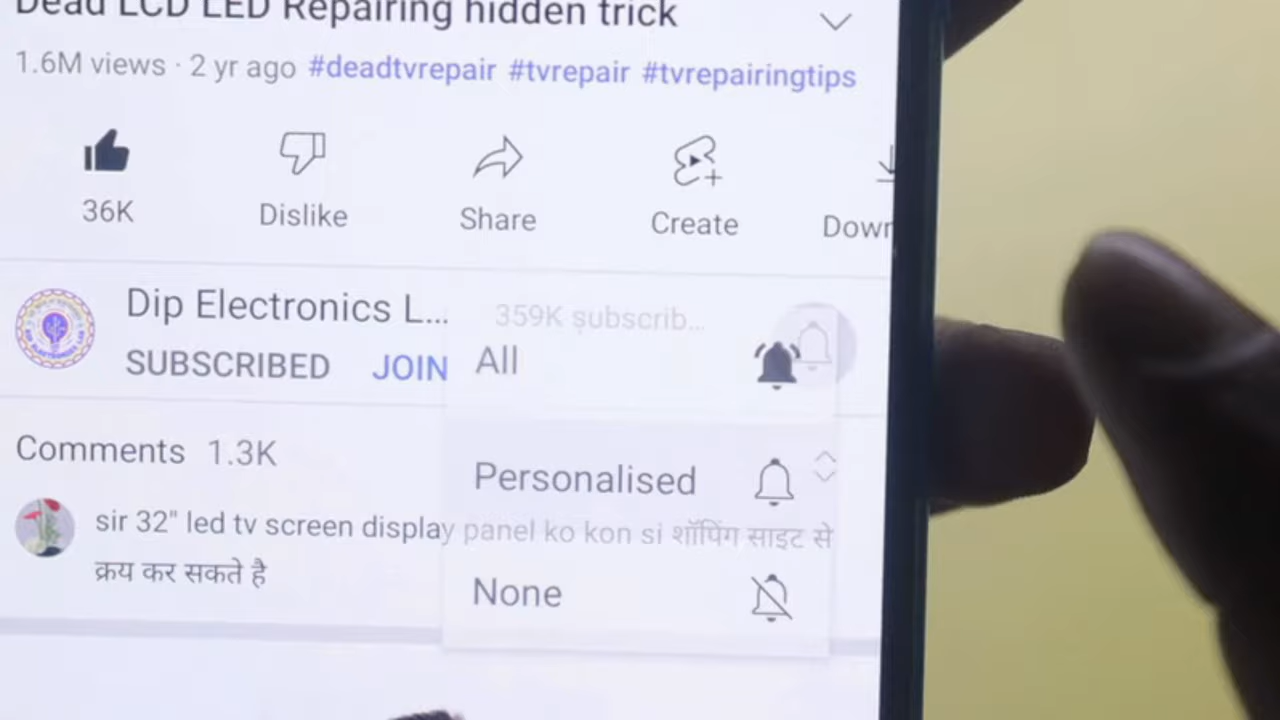 Dead LCD LED Repairing hidden trick
1.6M views · 2 yr ago #deadtvrepair #tvrepair #tvrepairingtips
36K
Dislike
Share
Create
Dowr
Dip Electronics L...
359K subscrib...
SUBSCRIBED
JOIN
All
Comments 1.3K
Personalised
sir 32" led tv screen display panel ko kon si शॉपिंग साइट से
क्रय कर सकते है
None